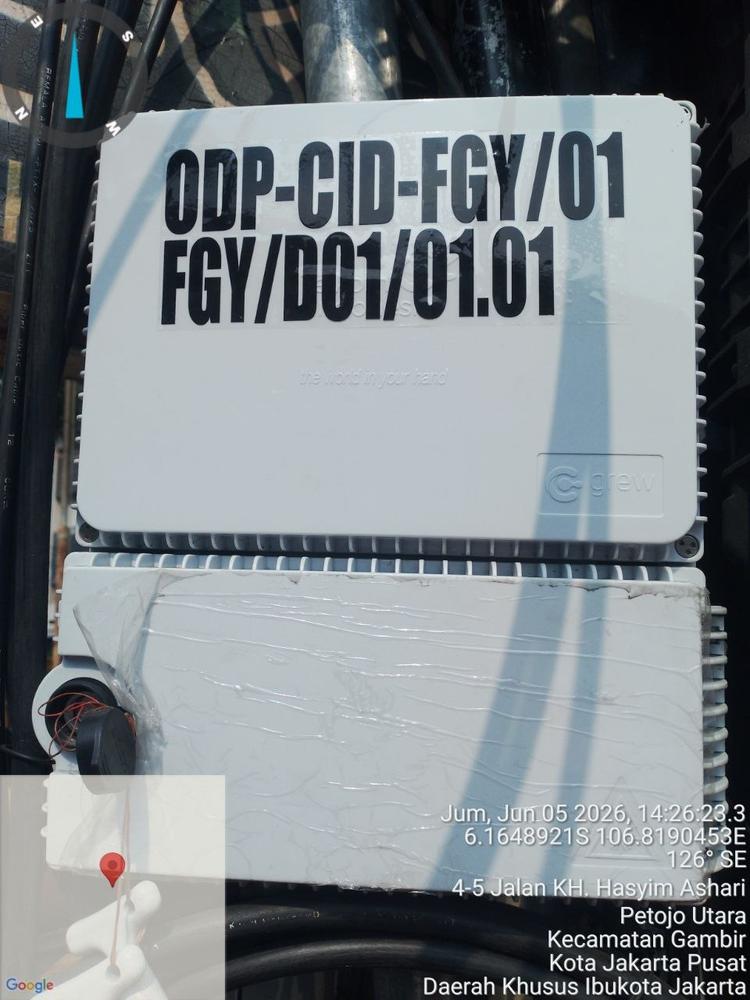 S
E
N
W
ODP-CID-FGY/01
FGY/D01/01.01
the world in your hand
grew
Jum, Jun 05 2026, 14:26:23.3
6.1648921S 106.8190453E
126° SE
4-5 Jalan KH. Hasyim Ashari
Petojo Utara
Kecamatan Gambir
Kota Jakarta Pusat
Daerah Khusus Ibukota Jakarta
Google